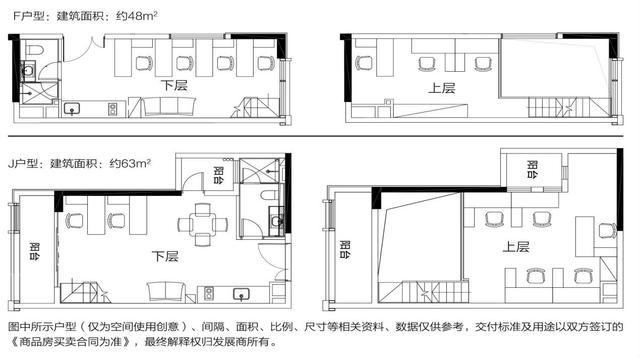 F户型：建筑面积：约48m²
下层
上层
J户型：建筑面积：约63m²
阳台
阳台
下层
阳台
阳台
上层
图中所示户型（仅为空间使用创意）、间隔、面积、比例、尺寸等相关资料、数据仅供参考，交付标准及用途以双方签订的
《商品房买卖合同为准》，最终解释权归发展商所有。